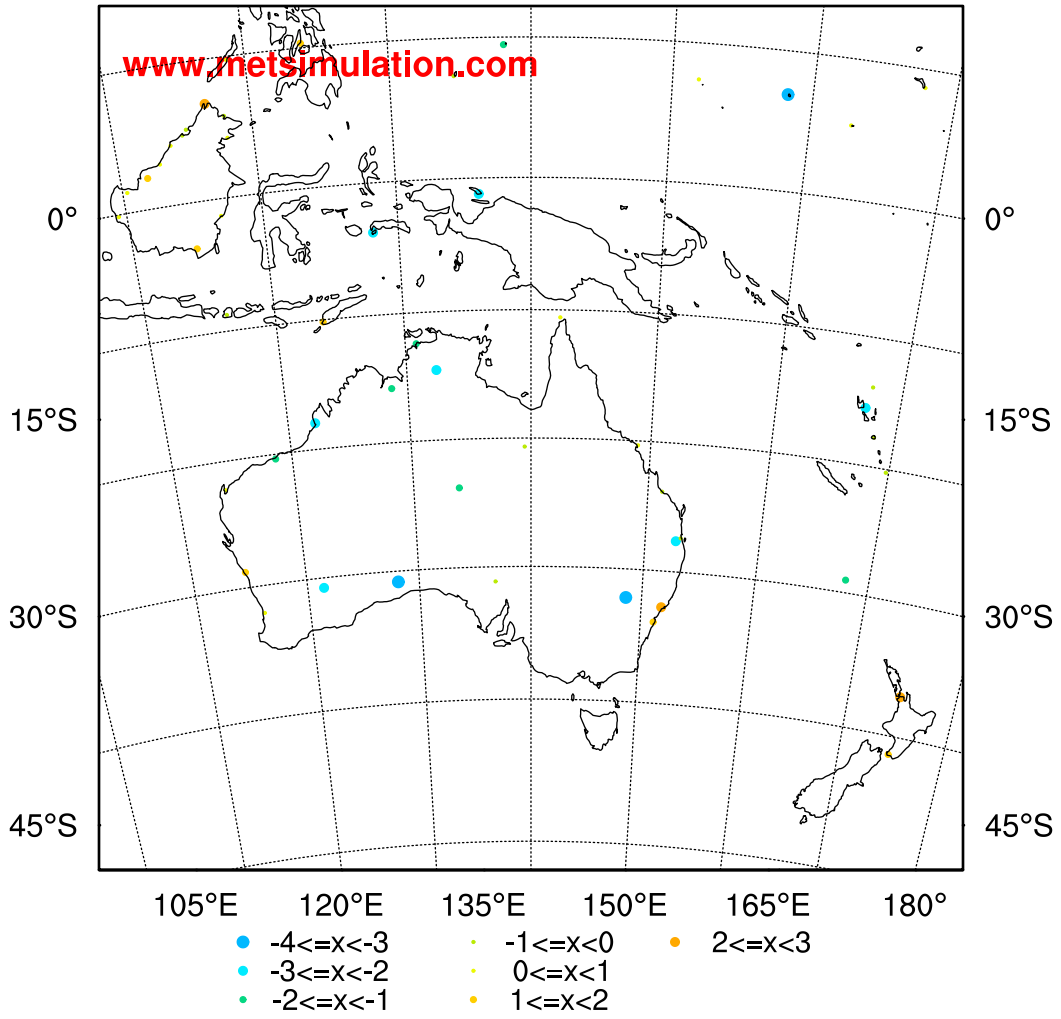 www.metsimulation.com
0° 0°
15°S 15°S
30°S 30°S
45°S 45°S
105°E 120°E 135°E 150°E 165°E 180°
-4<=x<-3 -1<=x<0 2<=x<3
-3<=x<-2 0<=x<1
-2<=x<-1 1<=x<2